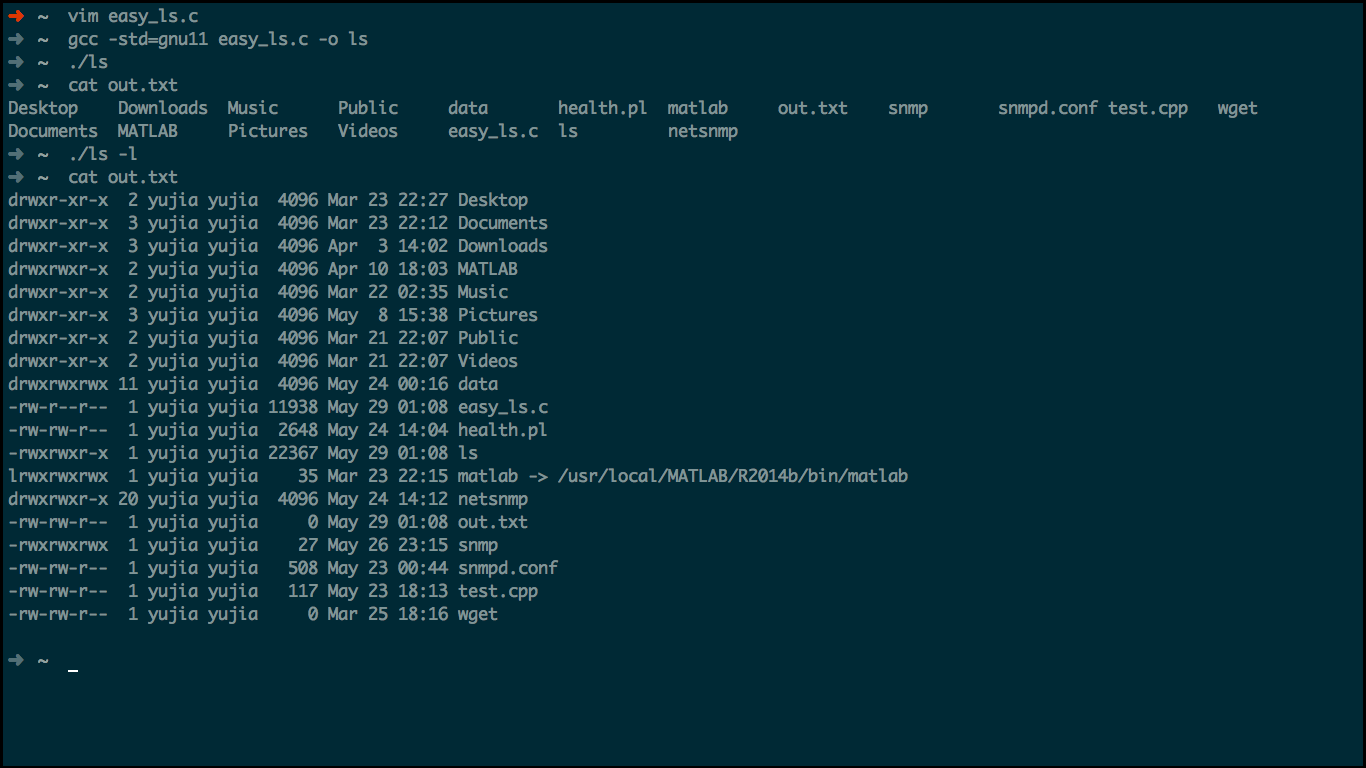 ➜  ~  vim easy_ls.c
➜  ~  gcc -std=gnu11 easy_ls.c -o ls
➜  ~  ./ls
➜  ~  cat out.txt
Desktop    Downloads  Music      Public     data       health.pl  matlab     out.txt    snmp       snmpd.conf test.cpp   wget
Documents  MATLAB     Pictures   Videos     easy_ls.c  ls         netsnmp
➜  ~  ./ls -l
➜  ~  cat out.txt
drwxr-xr-x  2 yujia yujia  4096 Mar 23 22:27 Desktop
drwxr-xr-x  3 yujia yujia  4096 Mar 23 22:12 Documents
drwxr-xr-x  3 yujia yujia  4096 Apr  3 14:02 Downloads
drwxrwxr-x  2 yujia yujia  4096 Apr 10 18:03 MATLAB
drwxr-xr-x  2 yujia yujia  4096 Mar 22 02:35 Music
drwxr-xr-x  3 yujia yujia  4096 May  8 15:38 Pictures
drwxr-xr-x  2 yujia yujia  4096 Mar 21 22:07 Public
drwxr-xr-x  2 yujia yujia  4096 Mar 21 22:07 Videos
drwxrwxrwx 11 yujia yujia  4096 May 24 00:16 data
-rw-r--r--  1 yujia yujia 11938 May 29 01:08 easy_ls.c
-rw-rw-r--  1 yujia yujia  2648 May 24 14:04 health.pl
-rwxrwxr-x  1 yujia yujia 22367 May 29 01:08 ls
lrwxrwxrwx  1 yujia yujia    35 Mar 23 22:15 matlab -> /usr/local/MATLAB/R2014b/bin/matlab
drwxrwxr-x 20 yujia yujia  4096 May 24 14:12 netsnmp
-rw-rw-r--  1 yujia yujia     0 May 29 01:08 out.txt
-rwxrwxrwx  1 yujia yujia    27 May 26 23:15 snmp
-rw-rw-r--  1 yujia yujia   508 May 23 00:44 snmpd.conf
-rw-rw-r--  1 yujia yujia   117 May 23 18:13 test.cpp
-rw-rw-r--  1 yujia yujia     0 Mar 25 18:16 wget
➜  ~  _